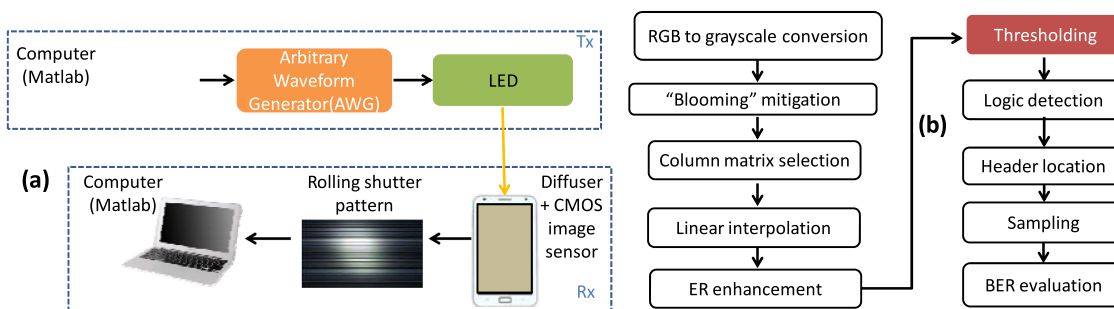 Tx
Computer
(Matlab)
Arbitrary
Waveform
Generator(AWG)
LED
(a)
Computer
(Matlab)
Rolling shutter
pattern
Diffuser
+ CMOS
image
sensor
Rx
RGB to grayscale conversion
“Blooming” mitigation
Column matrix selection
Linear interpolation
ER enhancement
(b)
Thresholding
Logic detection
Header location
Sampling
BER evaluation